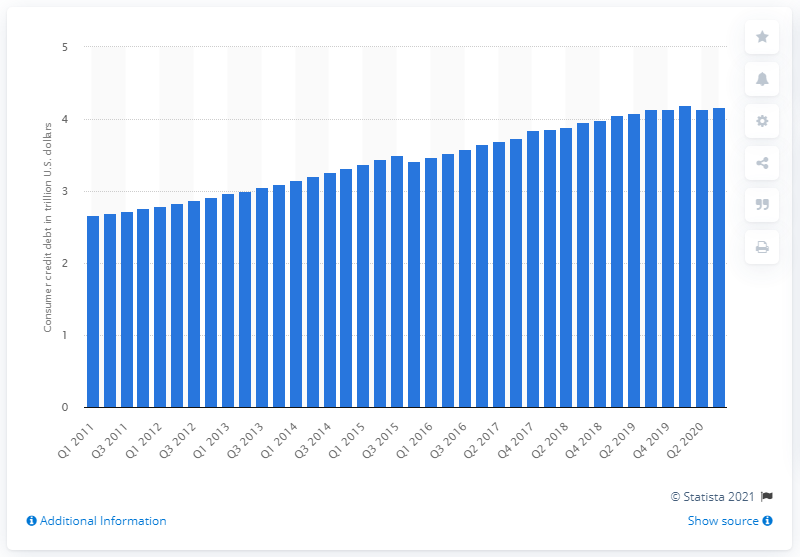 Consumer credit debt in trillion U.S. dollars
5
4
3
2
1
0
Q1 2011
Q3 2011
Q1 2012
Q3 2012
Q1 2013
Q3 2013
Q1 2014
Q3 2014
Q1 2015
Q3 2015
Q1 2016
Q3 2016
Q2 2017
Q4 2017
Q2 2018
Q4 2018
Q2 2019
Q4 2019
Q2 2020
© Statista 2021
Additional Information
Show source